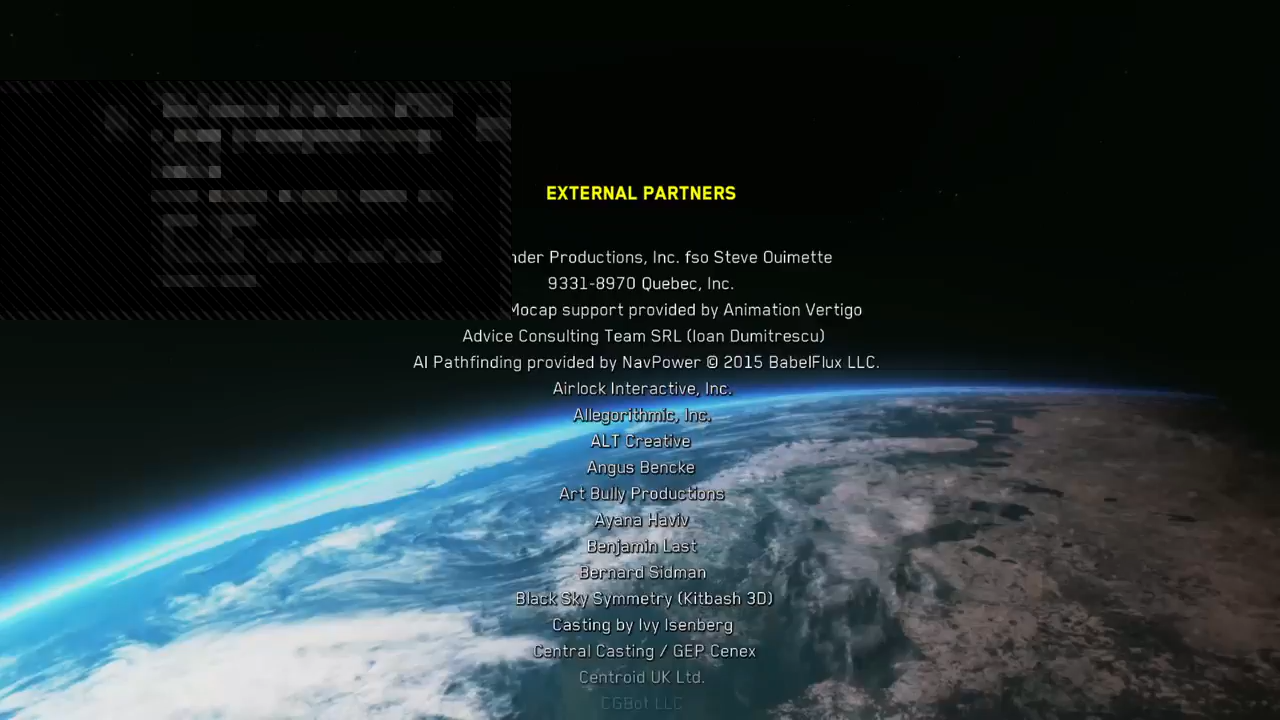 EXTERNAL PARTNERS
Productions, Inc. fso Steve Ouimette
9331-8970 Quebec, Inc.
Mocap support provided by Animation Vertigo
Advice Consulting Team SRL (Ioan Dumitrescu)
AI Pathfinding provided by NavPower © 2015 BabelFlux LLC.
Airlock Interactive, Inc.
Allegorithmic, Inc.
ALT Creative
Angus Bencke
Art Bully Productions
Ayana Haviv
Benjamin Last
Bernard Sidman
Black Sky Symmetry (Kitbash 3D)
Casting by Ivy Isenberg
Central Casting / GEP Cenex
Centroid UK Ltd.
CGBot LLC